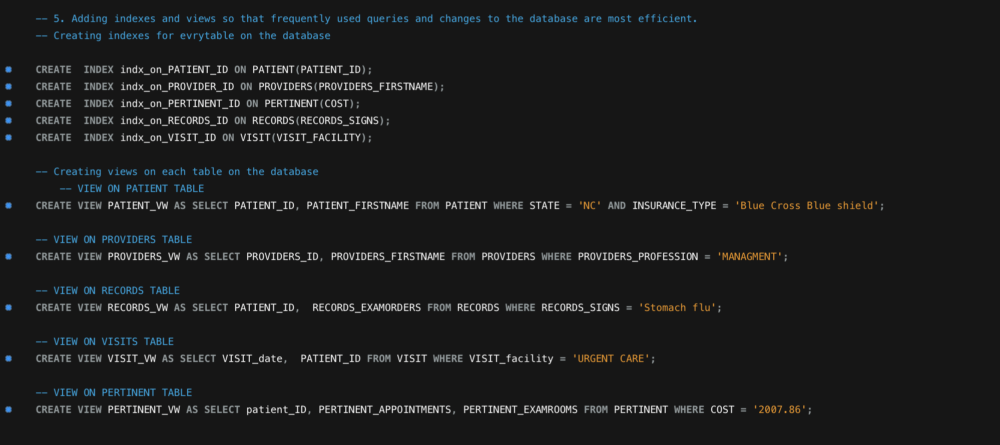 -- 5. Adding indexes and views so that frequently used queries and changes to the database are most efficient.
-- Creating indexes for evrytable on the database
CREATE  INDEX indx_on_PATIENT_ID ON PATIENT(PATIENT_ID);
CREATE  INDEX indx_on_PROVIDER_ID ON PROVIDERS(PROVIDERS_FIRSTNAME);
CREATE  INDEX indx_on_PERTINENT_ID ON PERTINENT(COST);
CREATE  INDEX indx_on_RECORDS_ID ON RECORDS(RECORDS_SIGNS);
CREATE  INDEX indx_on_VISIT_ID ON VISIT(VISIT_FACILITY);
-- Creating views on each table on the database
-- VIEW ON PATIENT TABLE
CREATE VIEW PATIENT_VW AS SELECT PATIENT_ID, PATIENT_FIRSTNAME FROM PATIENT WHERE STATE = 'NC' AND INSURANCE_TYPE = 'Blue Cross Blue shield';
-- VIEW ON PROVIDERS TABLE
CREATE VIEW PROVIDERS_VW AS SELECT PROVIDERS_ID, PROVIDERS_FIRSTNAME FROM PROVIDERS WHERE PROVIDERS_PROFESSION = 'MANAGMENT';
-- VIEW ON RECORDS TABLE
CREATE VIEW RECORDS_VW AS SELECT PATIENT_ID,  RECORDS_EXAMORDERS FROM RECORDS WHERE RECORDS_SIGNS = 'Stomach flu';
-- VIEW ON VISITS TABLE
CREATE VIEW VISIT_VW AS SELECT VISIT_date,  PATIENT_ID FROM VISIT WHERE VISIT_facility = 'URGENT CARE';
-- VIEW ON PERTINENT TABLE
CREATE VIEW PERTINENT_VW AS SELECT patient_ID, PERTINENT_APPOINTMENTS, PERTINENT_EXAMROOMS FROM PERTINENT WHERE COST = '2007.86';